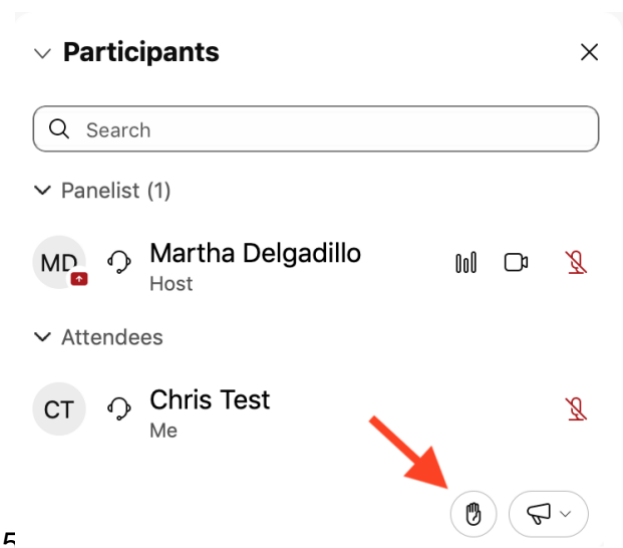 Participants
Search
Panelist (1)
MD
Martha Delgadillo
Host
Attendees
CT
Chris Test
Me